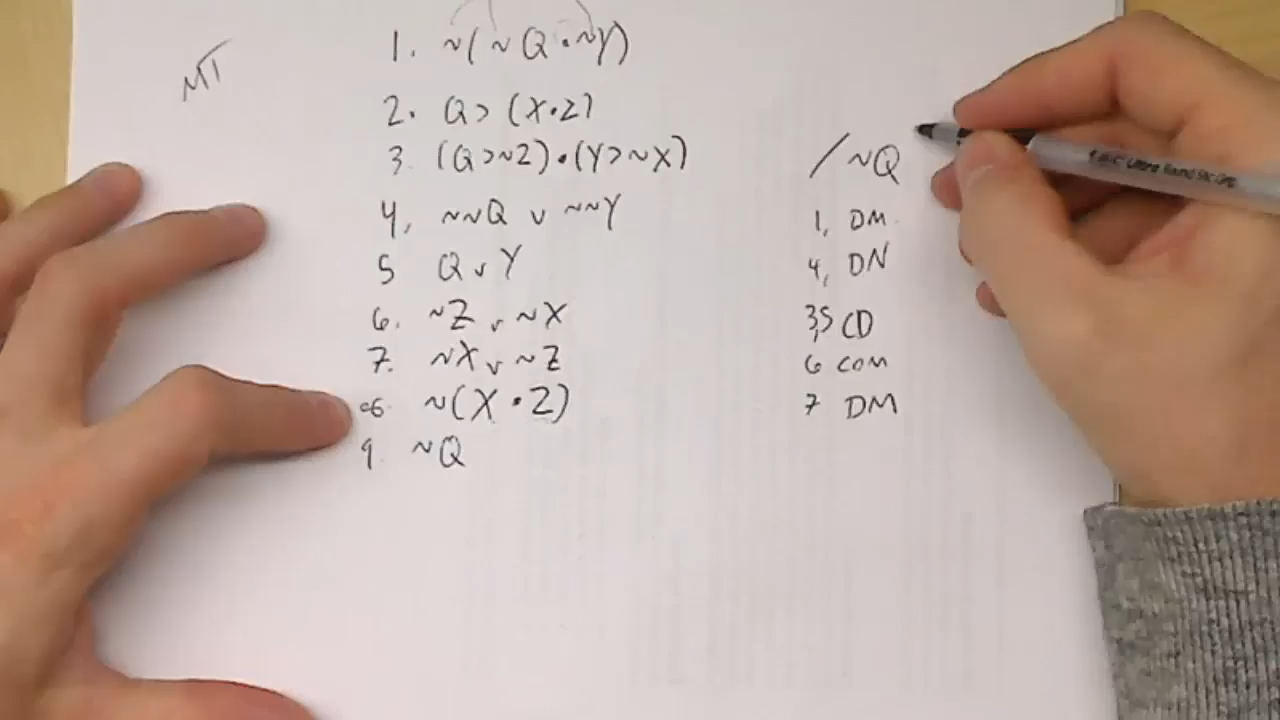 MT
1. ~(~Q•~Y)
2. Q> (X•Z)
3. (Q>~Z)•(Y>~X) / ~Q
4, ~~Q v ~~Y 1, DM
5 Q v Y 4, DN
6. ~Z v ~X 3,5 CD
7. ~X v ~Z 6 COM
8. ~(X•Z) 7 DM
9. ~Q